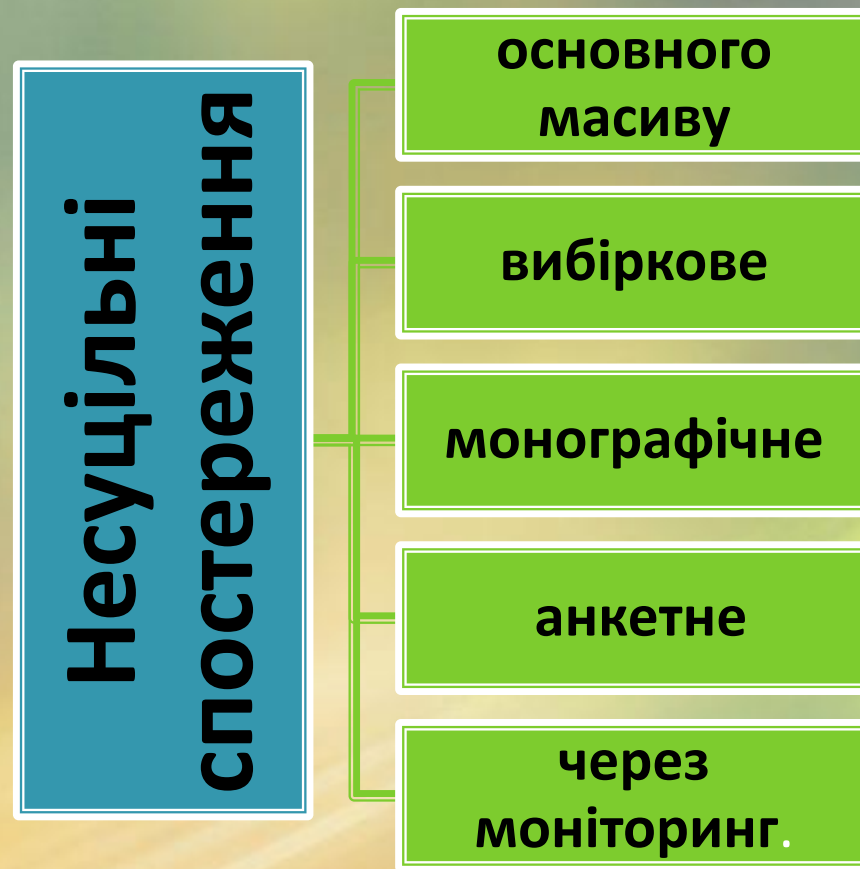 Несуцільні
спостереження
основного
масиву
вибіркове
монографічне
анкетне
через
моніторинг.